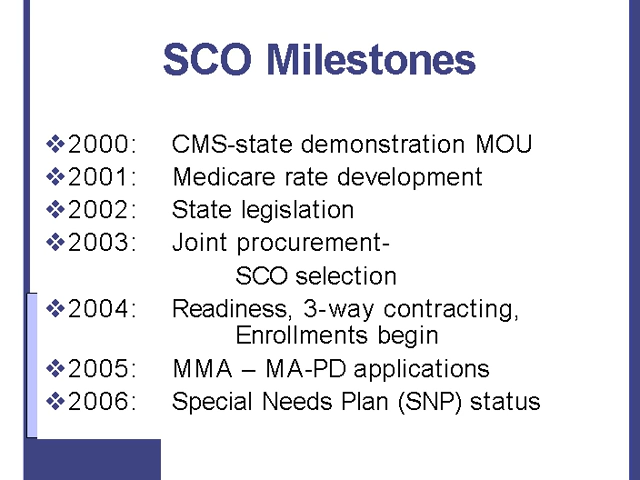 SCO Milestones
❖2000: CMS-state demonstration MOU
❖2001: Medicare rate development
❖2002: State legislation
❖2003: Joint procurement-
SCO selection
❖2004: Readiness, 3-way contracting,
Enrollments begin
❖2005: MMA – MA-PD applications
❖2006: Special Needs Plan (SNP) status